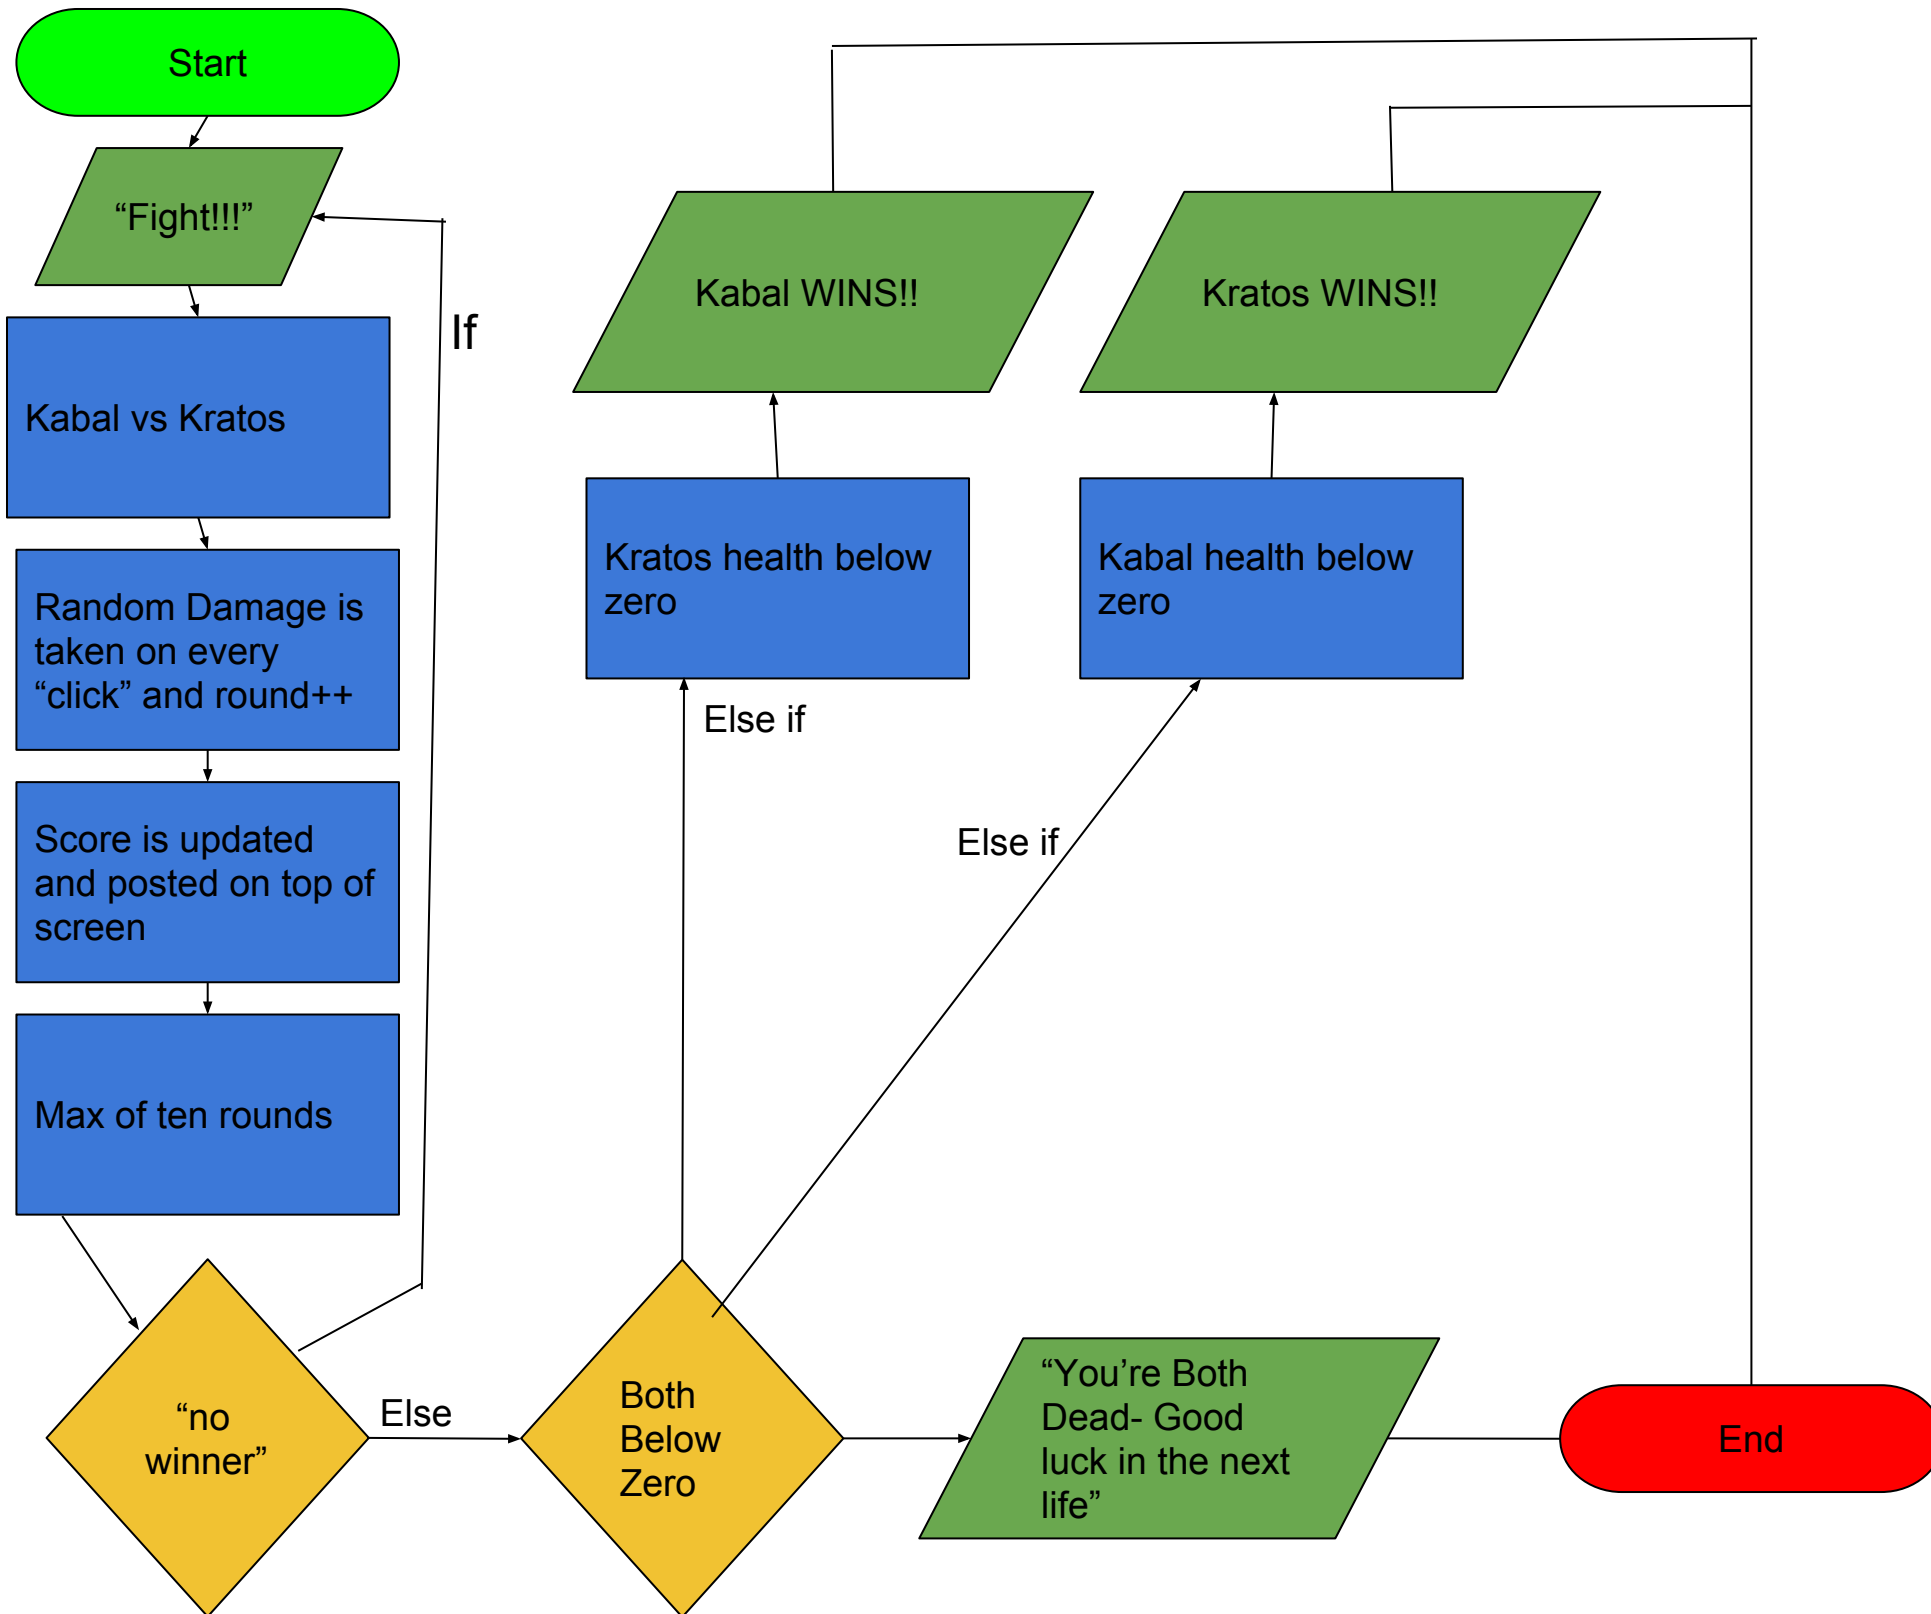 Start
“Fight!!!”
If
Kabal vs Kratos
Random Damage is
taken on every
“click” and round++
Score is updated
and posted on top of
screen
Max of ten rounds
“no
winner”
Else
Both
Below
Zero
Else if
Kratos health below
zero
Kabal WINS!!
Else if
Kabal health below
zero
Kratos WINS!!
“You’re Both
Dead- Good
luck in the next
life”
End